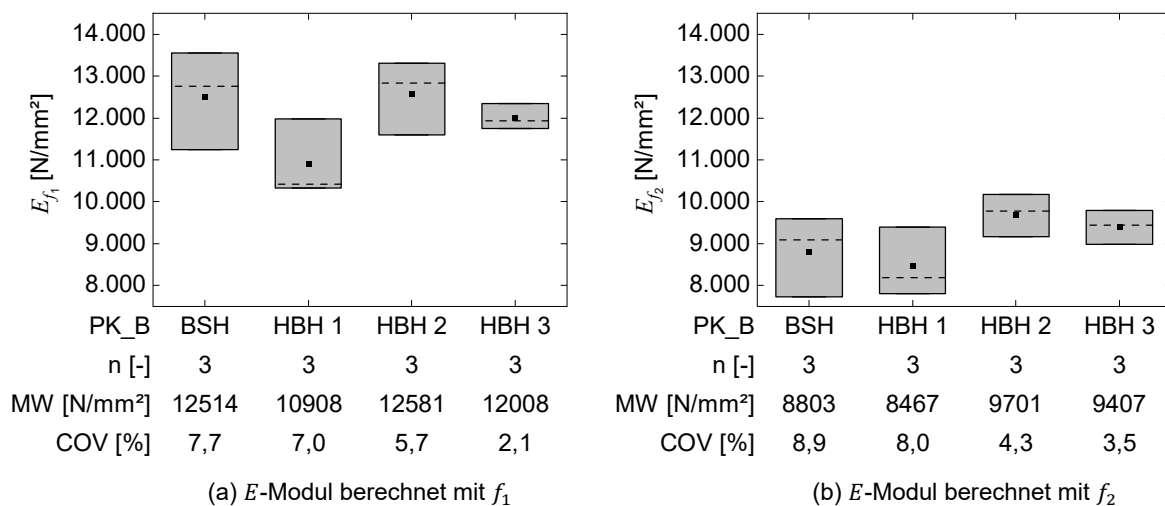 14.000
13.000
12.000
11.000
10.000
9.000
8.000
E_f₁ [N/mm²]
PK_B BSH HBH 1 HBH 2 HBH 3
n [-] 3 3 3 3
MW [N/mm²] 12514 10908 12581 12008
COV [%] 7,7 7,0 5,7 2,1
(a) E-Modul berechnet mit f₁
14.000
13.000
12.000
11.000
10.000
9.000
8.000
E_f₂ [N/mm²]
PK_B BSH HBH 1 HBH 2 HBH 3
n [-] 3 3 3 3
MW [N/mm²] 8803 8467 9701 9407
COV [%] 8,9 8,0 4,3 3,5
(b) E-Modul berechnet mit f₂